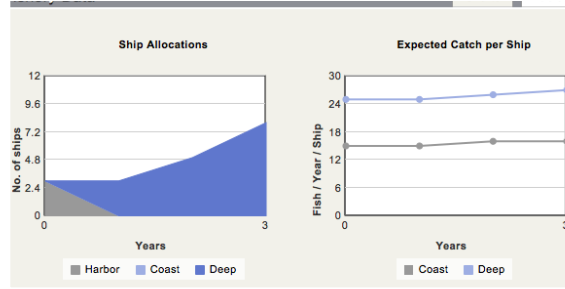 Ship Allocations
12
9.6
7.2
4.8
2.4
0
No. of ships
0
3
Years
Harbor
Coast
Deep
Expected Catch per Ship
30
24
18
12
6
0
Fish / Year / Ship
0
3
Years
Coast
Deep